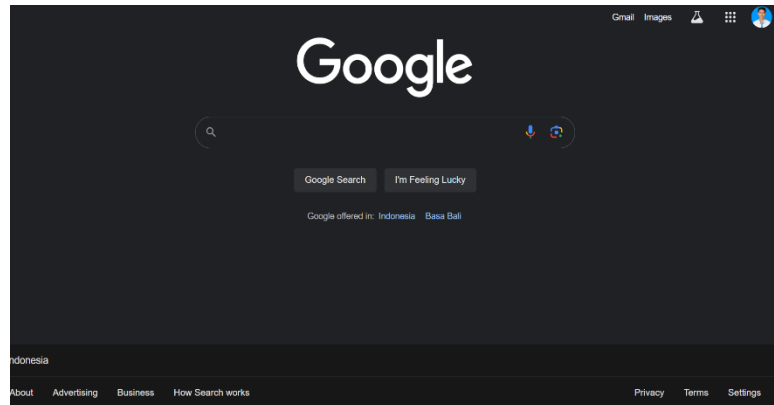 Gmail Images
Google
Google Search I'm Feeling Lucky
Google offered in: Indonesia Basa Bali
ndonesia
About Advertising Business How Search works Privacy Terms Settings